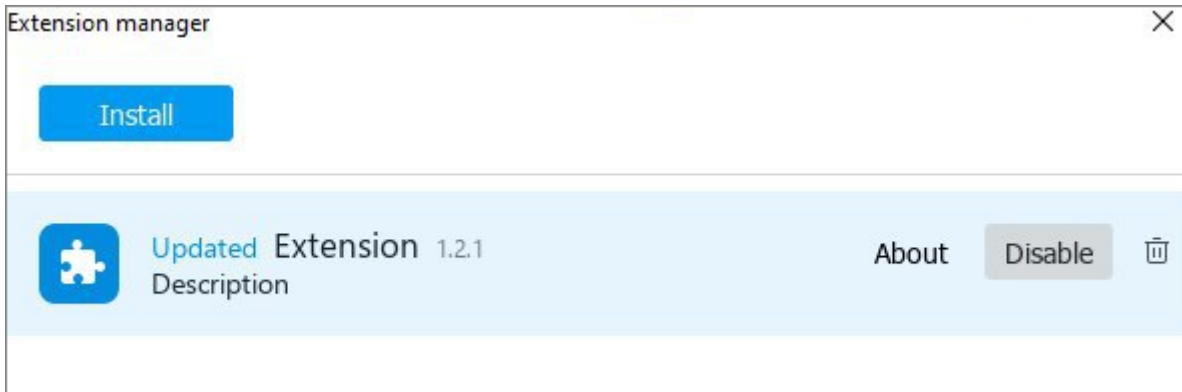 Extension manager
Install
Updated Extension 1.2.1 About Disable
Description